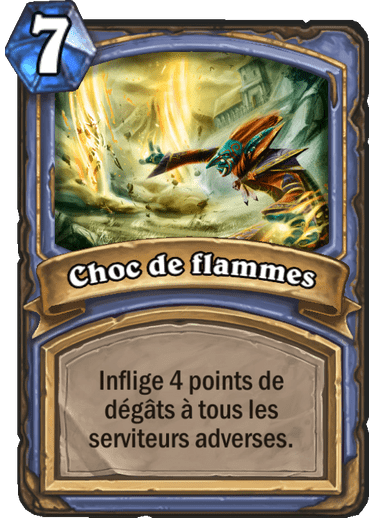 7
Choc de flammes
Inflige 4 points de
dégâts à tous les
serviteurs adverses.